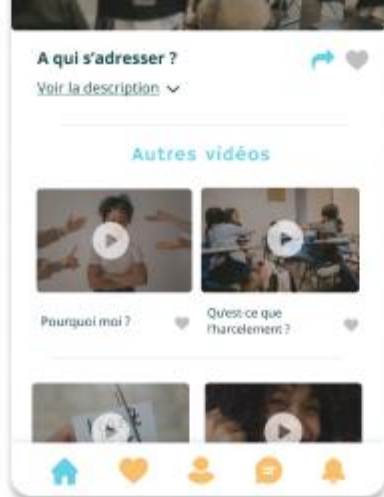 A qui s'adresser ?
Voir la description
Autres vidéos
Pourquoi moi ?
Qu'est-ce que
l'harcelement ?